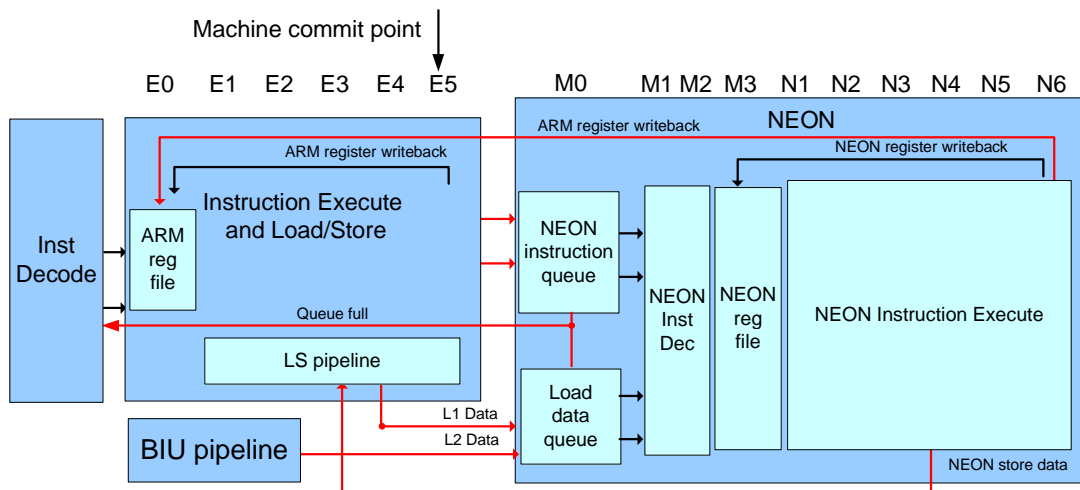 Machine commit point
E0 E1 E2 E3 E4 E5 M0 M1 M2 M3 N1 N2 N3 N4 N5 N6
NEON
ARM register writeback
ARM register writeback
NEON register writeback
Instruction Execute
and Load/Store
Inst
Decode
ARM
reg
file
NEON
instruction
queue
NEON
Inst
Dec
NEON
reg
file
NEON Instruction Execute
Queue full
LS pipeline
Load
data
queue
L1 Data
L2 Data
BIU pipeline
NEON store data